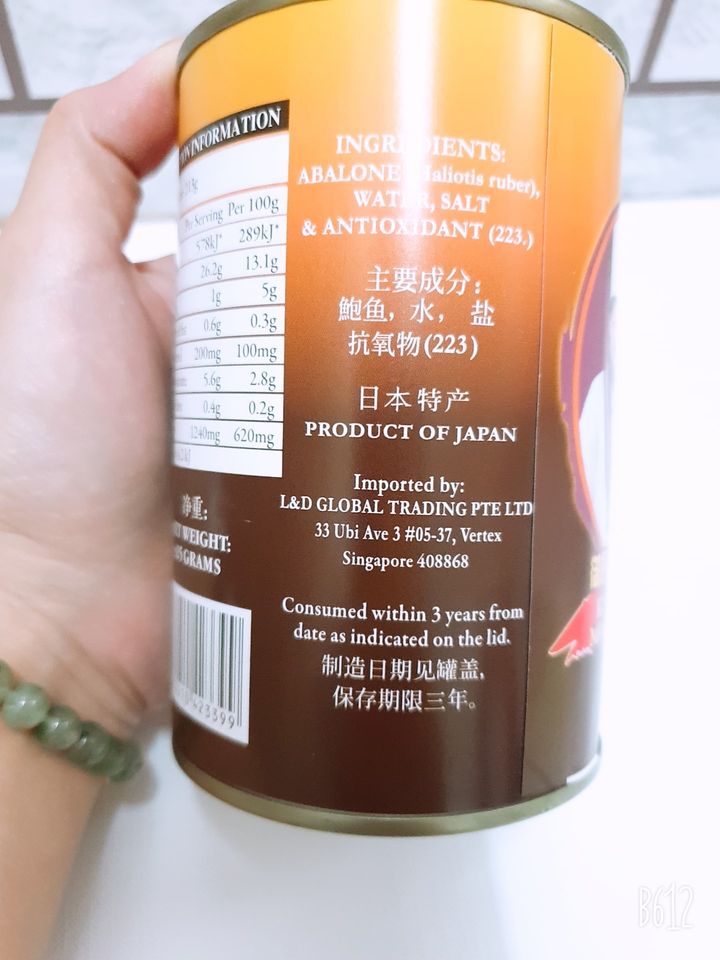 INFORMATION
Per Serving Per 100g
578kJ* 289kJ*
26.2g 13.1g
1g 5g
0.6g 0.3g
200mg 100mg
5.6g 2.8g
0.4g 0.2g
1240mg 620mg
净重:
WEIGHT:
GRAMS
423399
INGREDIENTS:
ABALONE (Haliotis ruber),
WATER, SALT
& ANTIOXIDANT (223.)
主要成分：
鲍鱼，水， 盐
抗氧物(223)
日本特产
PRODUCT OF JAPAN
Imported by:
L&D GLOBAL TRADING PTE LTD
33 Ubi Ave 3 #05-37, Vertex
Singapore 408868
Consumed within 3 years from
date as indicated on the lid.
制造日期见罐盖,
保存期限三年。
B612